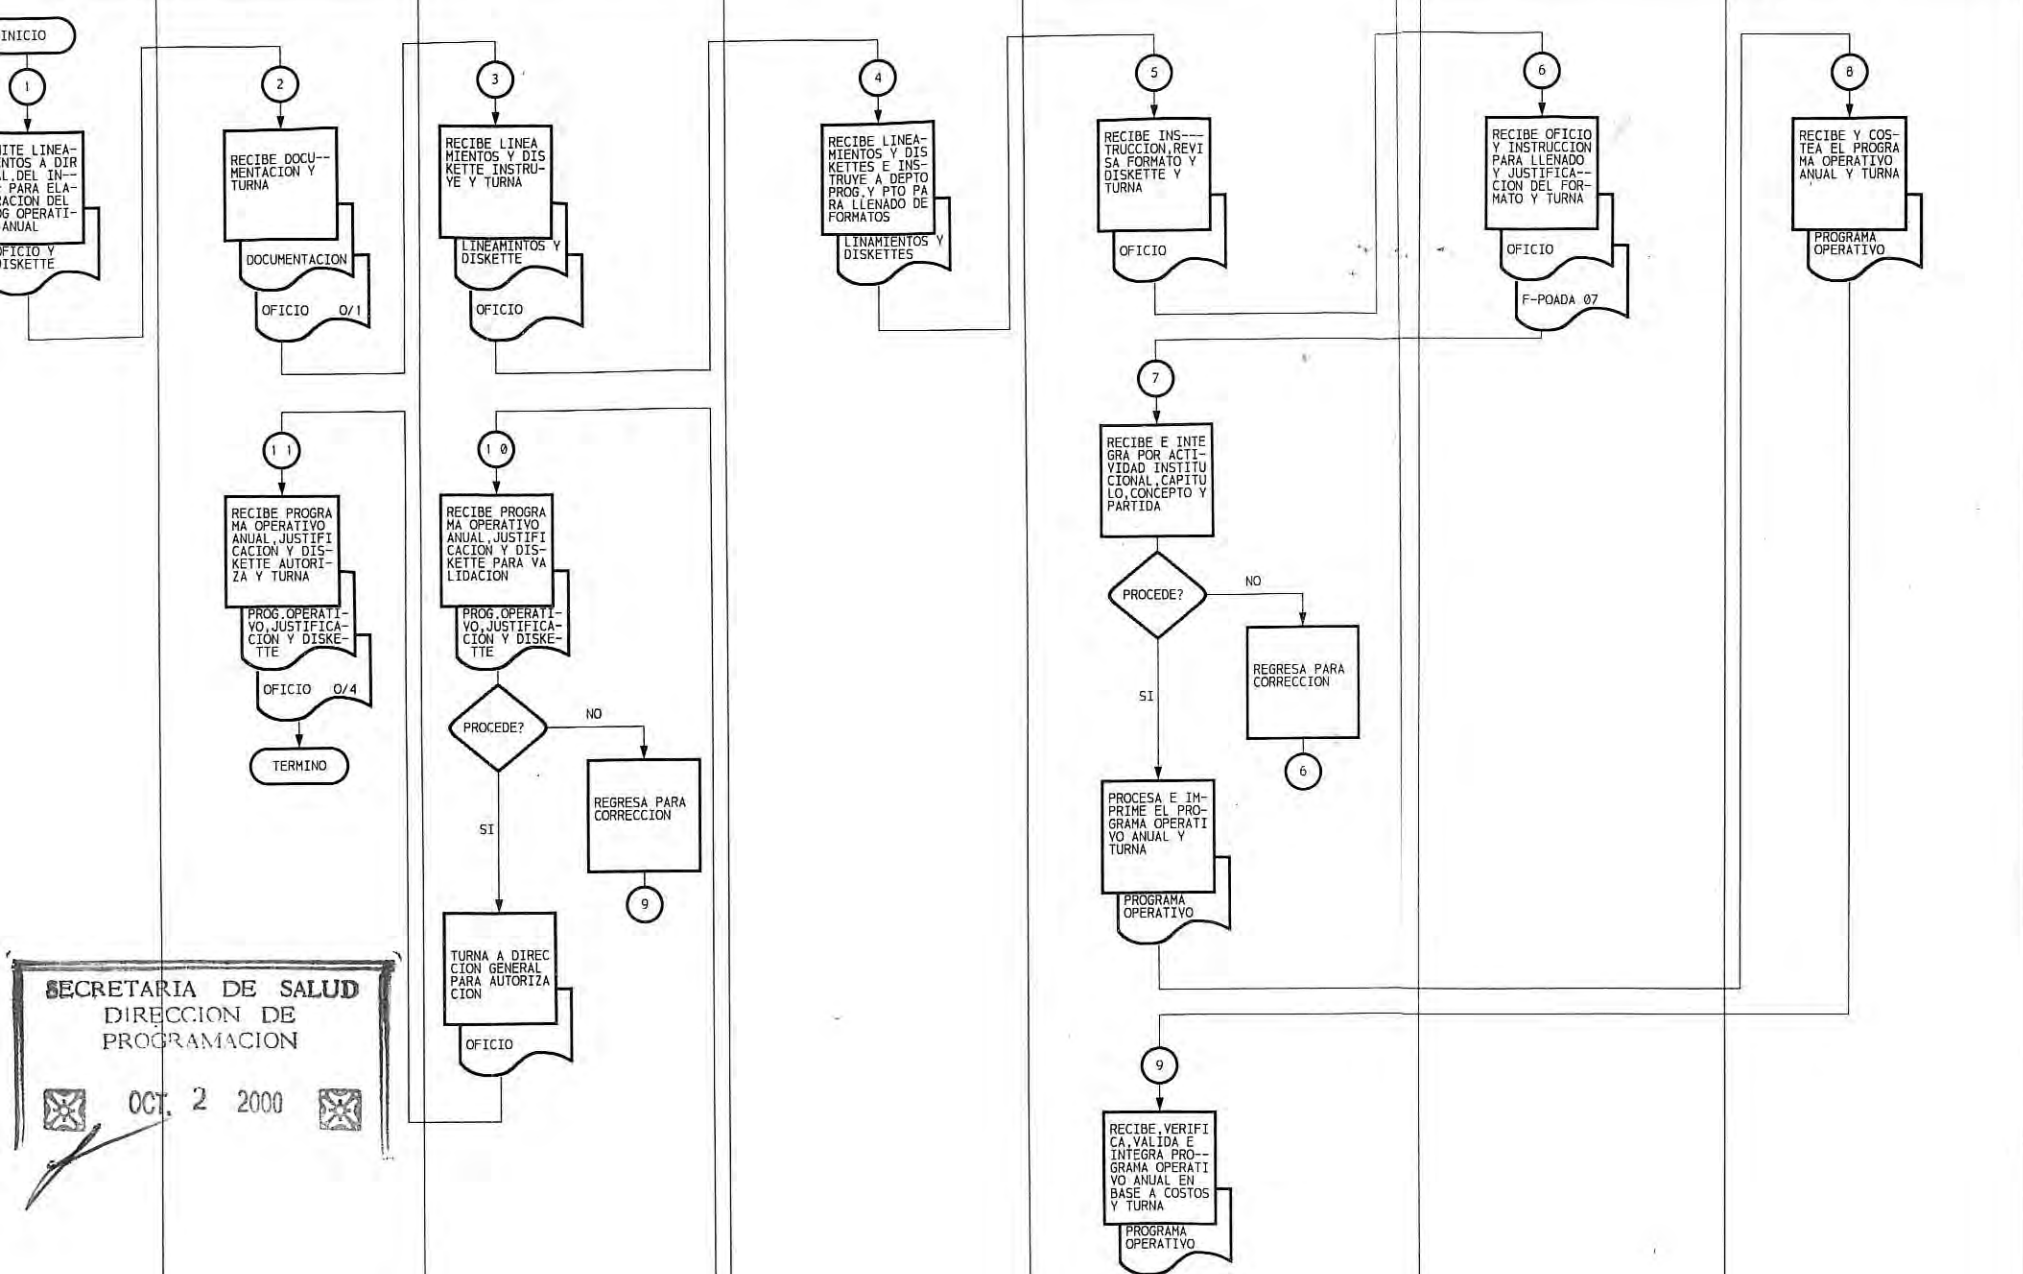 INICIO
1
ITE LINEA-
NTOS A DIR
AL.DEL IN--
PARA ELA-
RACION DEL
OG OPERATI-
ANUAL
OFICIO Y
DISKETTE
2
RECIBE DOCU--
MENTACION Y
TURNA
DOCUMENTACION
OFICIO 0/1
3
RECIBE LINEA
MIENTOS Y DIS
KETTE INSTRU-
YE Y TURNA
LINEAMINTOS Y
DISKETTE
OFICIO
4
RECIBE LINEA-
MIENTOS Y DIS
KETTES E INS-
TRUYE A DEPTO
PROG.Y PTO PA
RA LLENADO DE
FORMATOS
LINAMIENTOS Y
DISKETTES
5
RECIBE INS---
TRUCCION,REVI
SA FORMATO Y
DISKETTE Y
TURNA
OFICIO
6
RECIBE OFICIO
Y INSTRUCCION
PARA LLENADO
Y JUSTIFICA--
CION DEL FOR-
MATO Y TURNA
OFICIO
F-POADA 07
8
RECIBE Y COS-
TEA EL PROGRA
MA OPERATIVO
ANUAL Y TURNA
PROGRAMA
OPERATIVO
7
RECIBE E INTE
GRA POR ACTI-
VIDAD INSTITU
CIONAL,CAPITU
LO,CONCEPTO Y
PARTIDA
PROCEDE?
NO
REGRESA PARA
CORRECCION
6
SI
PROCESA E IM-
PRIME EL PRO-
GRAMA OPERATI
VO ANUAL Y
TURNA
PROGRAMA
OPERATIVO
9
RECIBE,VERIFI
CA,VALIDA E
INTEGRA PRO--
GRAMA OPERATI
VO ANUAL EN
BASE A COSTOS
Y TURNA
PROGRAMA
OPERATIVO
10
RECIBE PROGRA
MA OPERATIVO
ANUAL,JUSTIFI
CACION Y DIS-
KETTE PARA VA
LIDACION
PROG.OPERATI-
VO,JUSTIFICA-
CION Y DISKE-
TTE
PROCEDE?
NO
REGRESA PARA
CORRECCION
9
SI
TURNA A DIREC
CION GENERAL
PARA AUTORIZA
CION
OFICIO
11
RECIBE PROGRA
MA OPERATIVO
ANUAL,JUSTIFI
CACION Y DIS-
KETTE AUTORI-
ZA Y TURNA
PROG.OPERATI-
VO,JUSTIFICA-
CION Y DISKE-
TTE
OFICIO 0/4
TERMINO
SECRETARIA DE SALUD
DIRECCION DE
PROGRAMACION
OCT. 2 2000